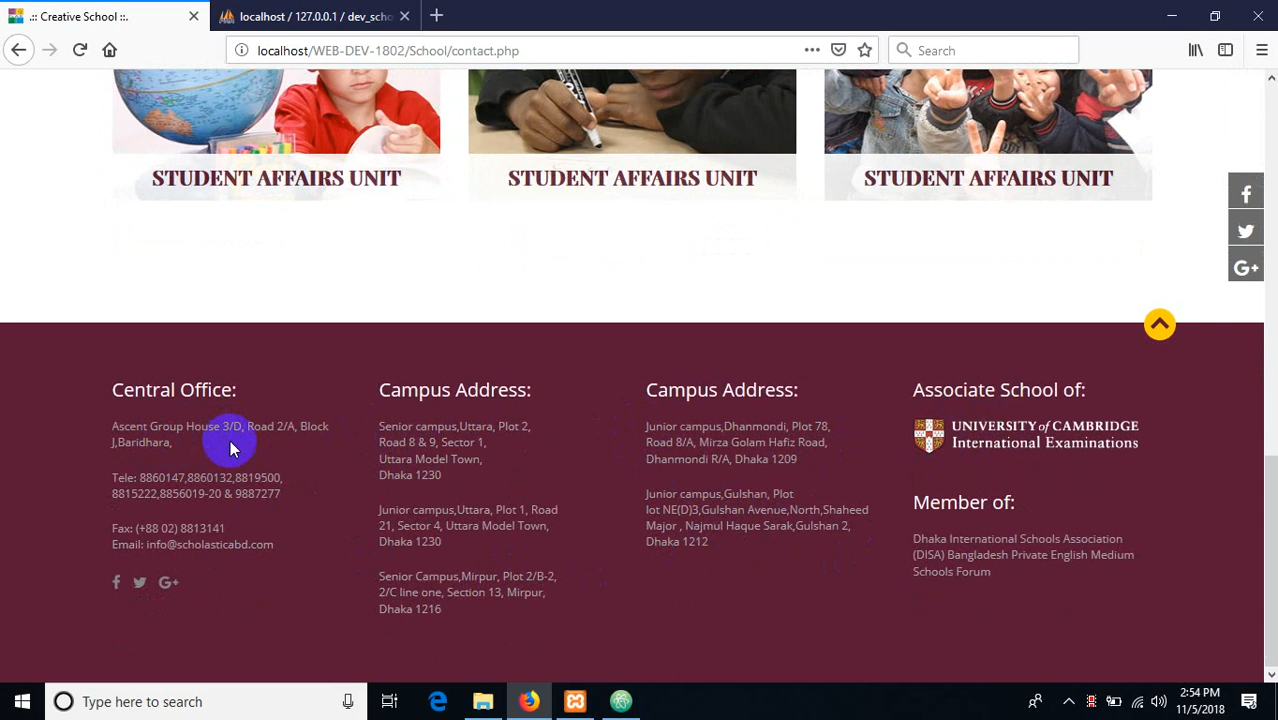 .:: Creative School ::.
localhost / 127.0.0.1 / dev_scho
localhost/WEB-DEV-1802/School/contact.php
Search
STUDENT AFFAIRS UNIT
STUDENT AFFAIRS UNIT
STUDENT AFFAIRS UNIT
Central Office:
Ascent Group House 3/D, Road 2/A, Block
J,Baridhara,
Tele: 8860147,8860132,8819500,
8815222,8856019-20 & 9887277
Fax: (+88 02) 8813141
Email: info@scholasticabd.com
Campus Address:
Senior campus,Uttara, Plot 2,
Road 8 & 9, Sector 1,
Uttara Model Town,
Dhaka 1230
Junior campus,Uttara, Plot 1, Road
21, Sector 4, Uttara Model Town,
Dhaka 1230
Senior Campus,Mirpur, Plot 2/B-2,
2/C line one, Section 13, Mirpur,
Dhaka 1216
Campus Address:
Junior campus,Dhanmondi, Plot 78,
Road 8/A, Mirza Golam Hafiz Road,
Dhanmondi R/A, Dhaka 1209
Junior campus,Gulshan, Plot
lot NE(D)3,Gulshan Avenue,North,Shaheed
Major , Najmul Haque Sarak,Gulshan 2,
Dhaka 1212
Associate School of:
UNIVERSITY of CAMBRIDGE
International Examinations
Member of:
Dhaka International Schools Association
(DISA) Bangladesh Private English Medium
Schools Forum
Type here to search
2:54 PM
11/5/2018